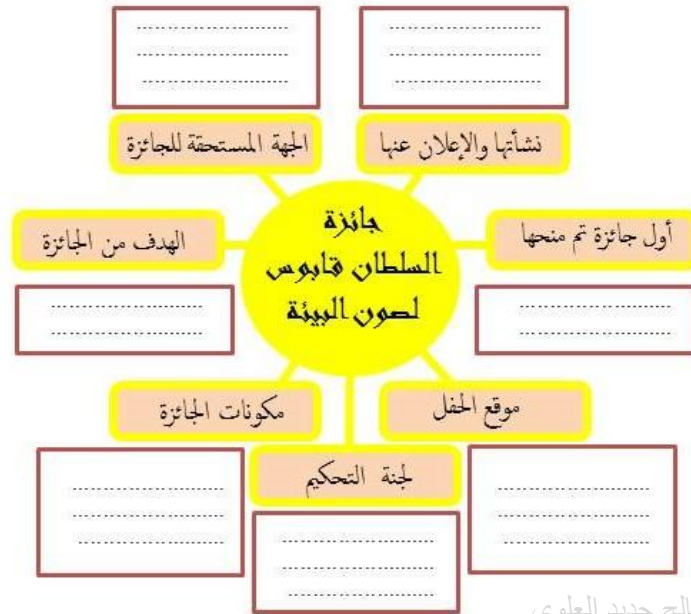 نشأتها والإعلان عنها
الجهة المستحقة للجائزة
أول جائزة تم منحها
جائزة
السلطان قابوس
لصون البيئة
الهدف من الجائزة
موقع الحفل
مكونات الجائزة
لجنة التحكيم